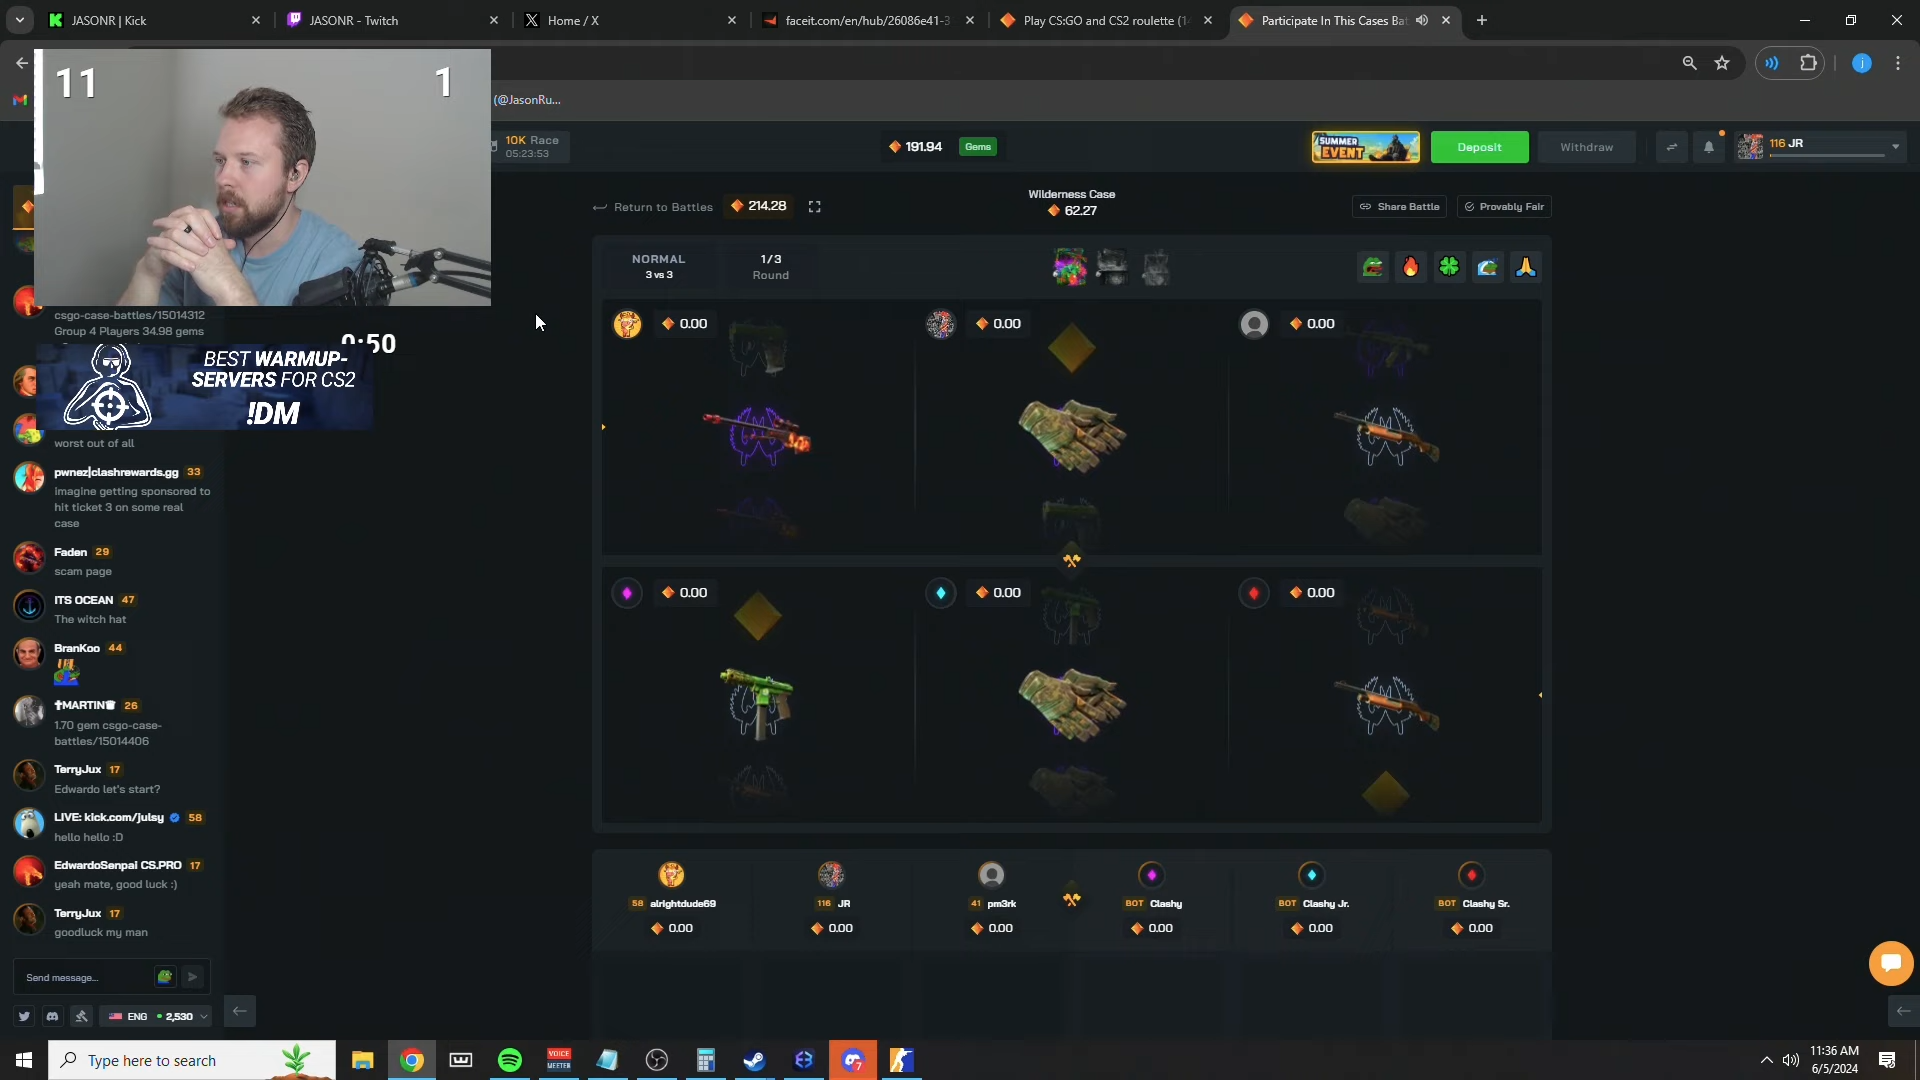 JASONR | Kick
JASONR - Twitch
Home / X
faceit.com/en/hub/26086e41-3
Play CS:GO and CS2 roulette (1
Participate In This Cases Bat
(@JasonRu...
11
1
10K Race
05:23:53
191.94
Gems
SUMMER EVENT
Deposit
Withdraw
116 JR
Return to Battles
214.28
Wilderness Case
62.27
Share Battle
Provably Fair
NORMAL
3 vs 3
1/3
Round
0.00
0.00
0.00
0.00
0.00
0.00
csgo-case-battles/15014312
Group 4 Players 34.98 gems
0:50
BEST WARMUP-
SERVERS FOR CS2
!DM
worst out of all
pwnez|clashrewards.gg 33
imagine getting sponsored to
hit ticket 3 on some real
case
Faden 29
scam page
ITS OCEAN 47
The witch hat
BranKoo 44
✝MARTIN 26
1.70 gem csgo-case-
battles/15014406
TerryJux 17
Edwardo let's start?
LIVE: kick.com/julsy 58
hello hello :D
EdwardoSenpai CS.PRO 17
yeah mate, good luck :)
TerryJux 17
goodluck my man
58 alrightdude69
0.00
116 JR
0.00
41 pm3rk
0.00
BOT Clashy
0.00
BOT Clashy Jr.
0.00
BOT Clashy Sr.
0.00
Send message...
ENG 2,530
Type here to search
VOICE
MEETER
7
11:36 AM
6/5/2024